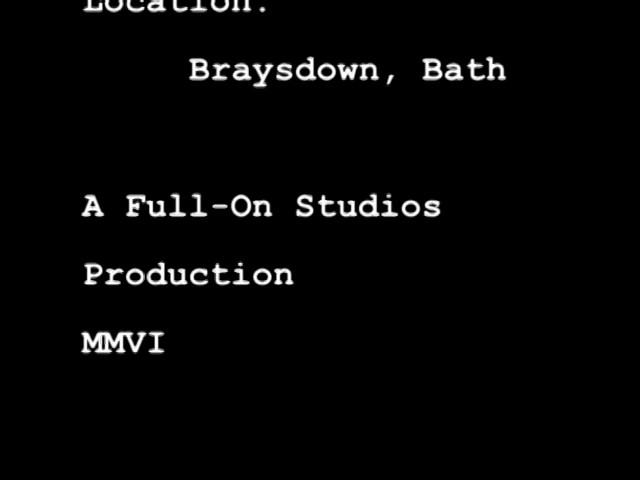 Location:
Braysdown, Bath
A Full-On Studios
Production
MMVI